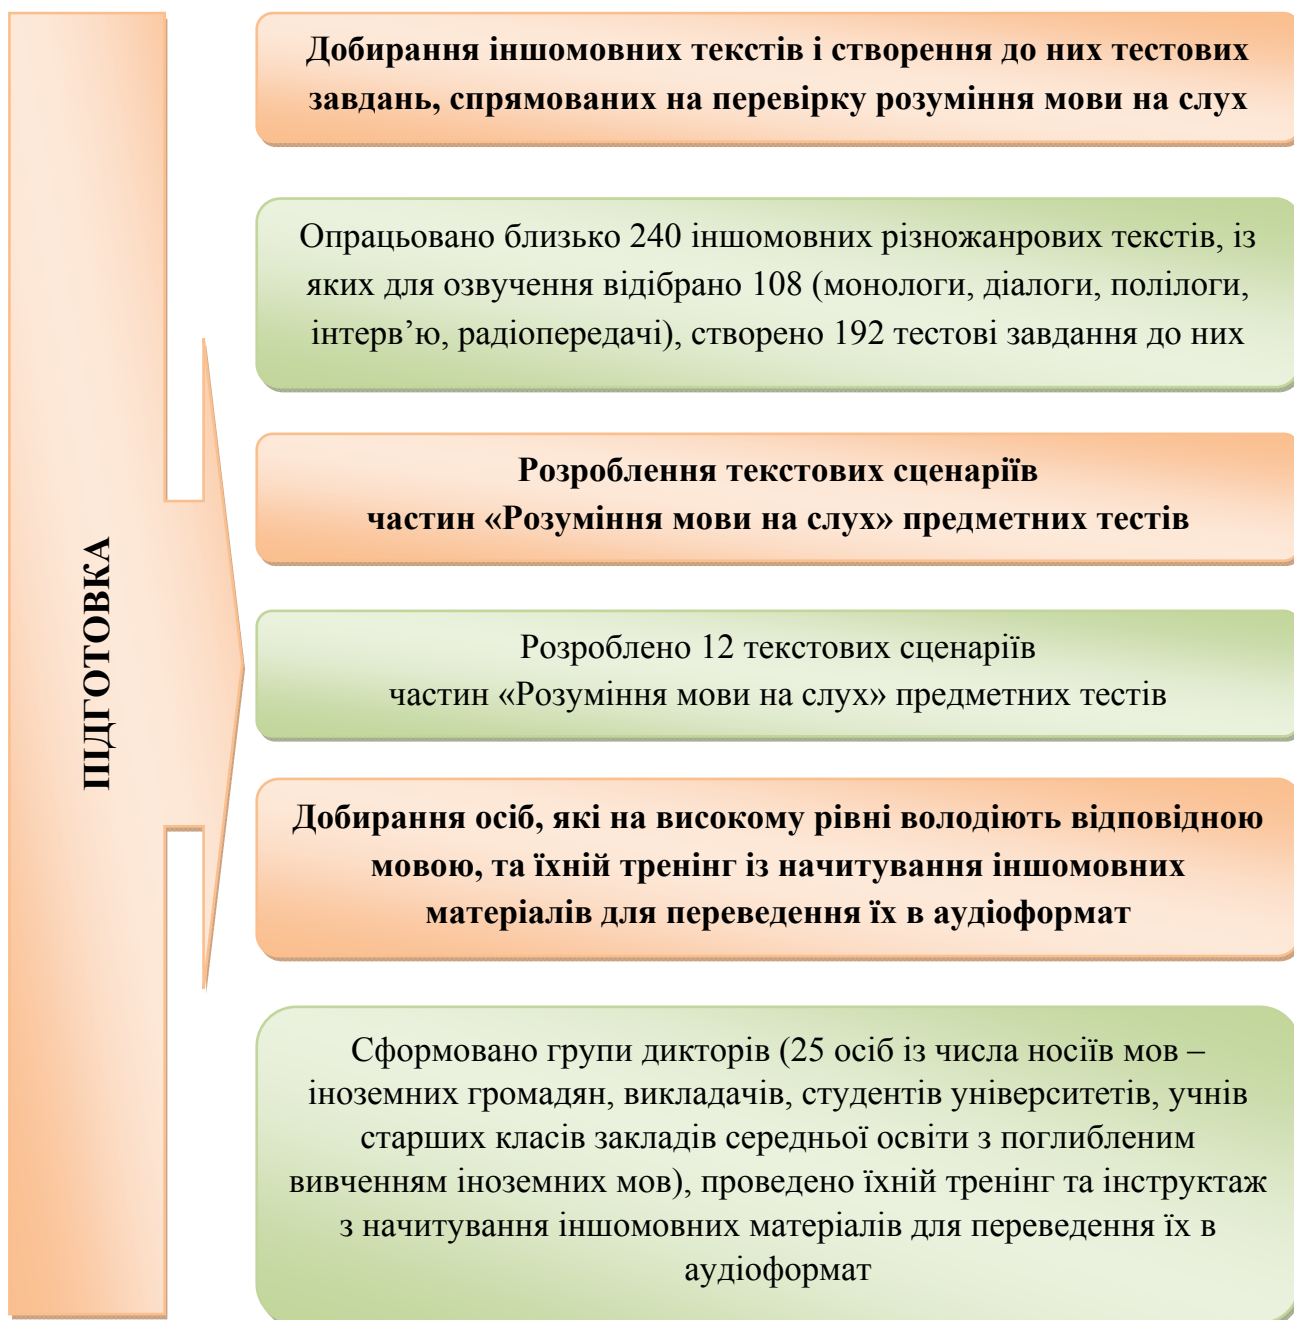 ПІДГОТОВКА
Добирання іншомовних текстів і створення до них тестових
завдань, спрямованих на перевірку розуміння мови на слух
Опрацьовано близько 240 іншомовних різножанрових текстів, із
яких для озвучення відібрано 108 (монологи, діалоги, полілоги,
інтерв’ю, радіопередачі), створено 192 тестові завдання до них
Розроблення текстових сценаріїв
частин «Розуміння мови на слух» предметних тестів
Розроблено 12 текстових сценаріїв
частин «Розуміння мови на слух» предметних тестів
Добирання осіб, які на високому рівні володіють відповідною
мовою, та їхній тренінг із начитування іншомовних
матеріалів для переведення їх в аудіоформат
Сформовано групи дикторів (25 осіб із числа носіїв мов –
іноземних громадян, викладачів, студентів університетів, учнів
старших класів закладів середньої освіти з поглибленим
вивченням іноземних мов), проведено їхній тренінг та інструктаж
з начитування іншомовних матеріалів для переведення їх в
аудіоформат